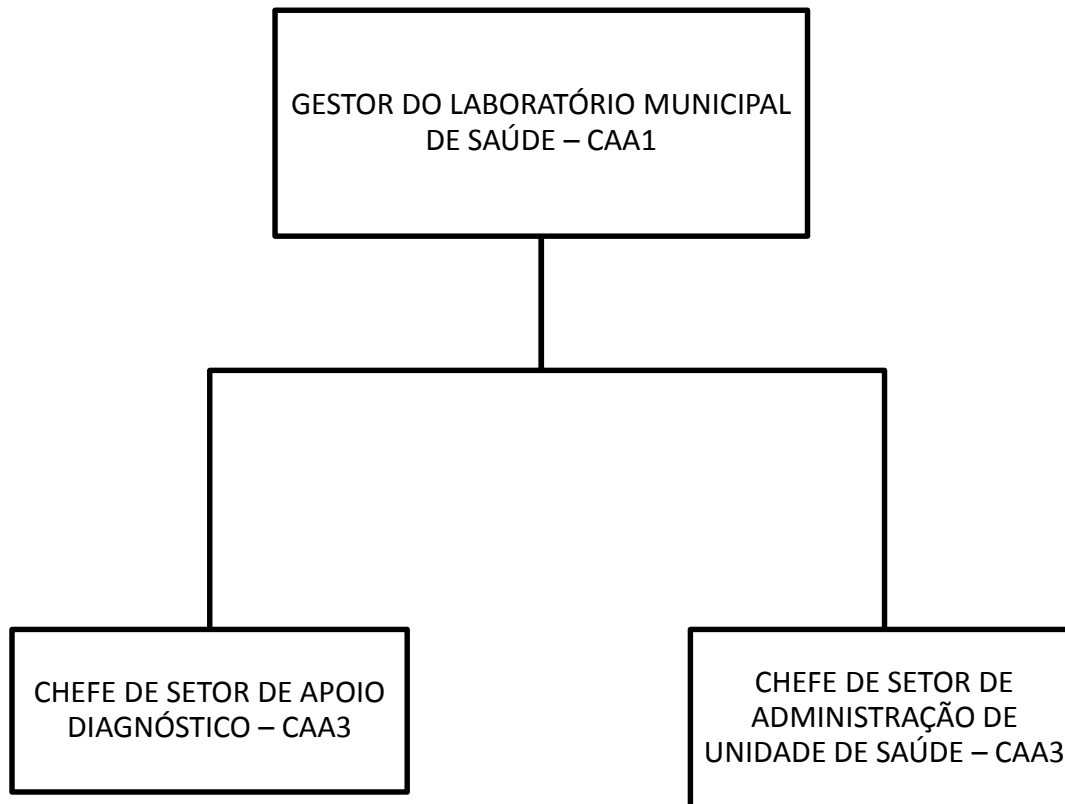 GESTOR DO LABORATÓRIO MUNICIPAL
DE SAÚDE – CAA1
CHEFE DE SETOR DE APOIO
DIAGNÓSTICO – CAA3
CHEFE DE SETOR DE
ADMINISTRAÇÃO DE
UNIDADE DE SAÚDE – CAA3